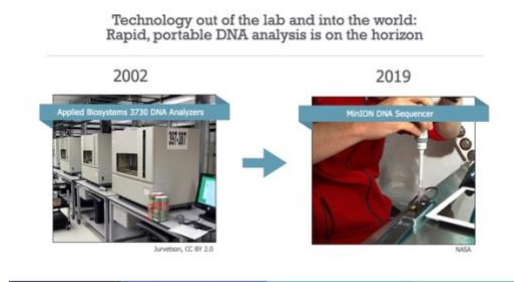 Technology out of the lab and into the world:
Rapid, portable DNA analysis is on the horizon
2002
2019
Applied Biosystems 3730 DNA Analyzers
MinION DNA Sequencer
Jurvetson, CC BY 2.0
NASA